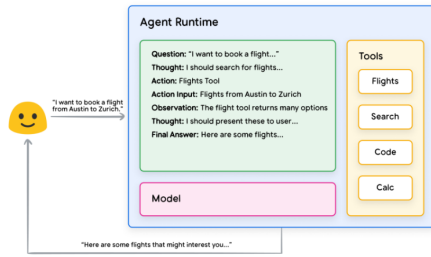 Agent Runtime
Question: "I want to book a flight..."
Thought: I should search for flights...
Action: Flights Tool
Action input: Flights from Austin to Zurich
Observation: The flight tool returns many options
Thought: I should present these to user...
Final Answer: Here are some flights...
Tools
Flights
Search
Code
Calc
"I want to book a flight
from Austin to Zurich."
Model
"Here are some flights that might interest you..."